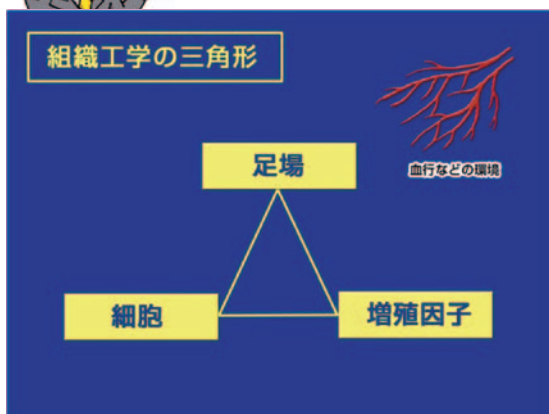 組織工学の三角形
血行などの環境
足場
細胞
増殖因子